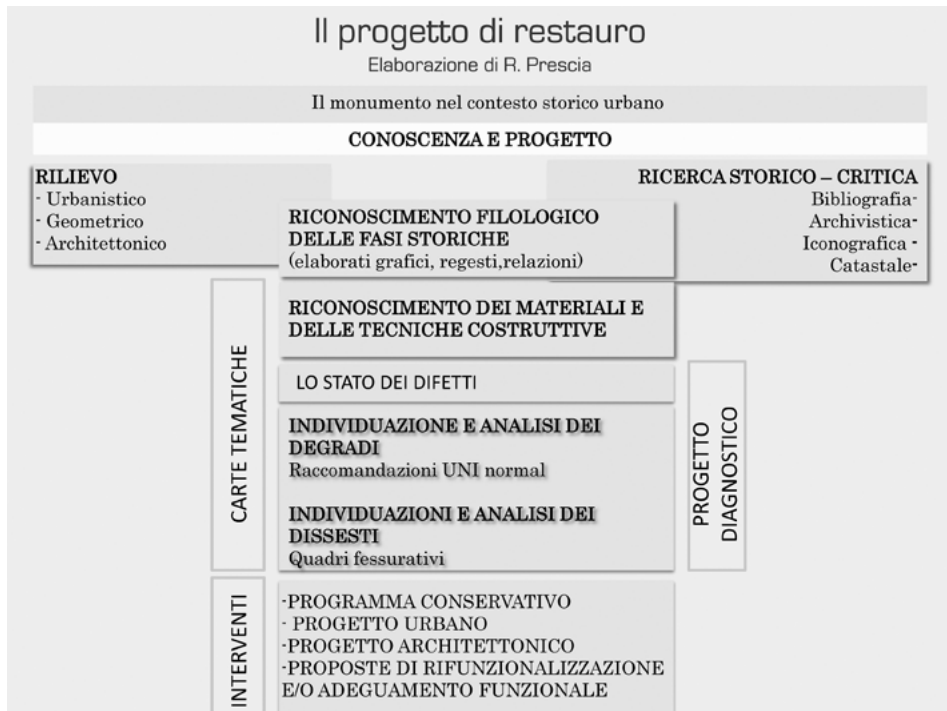 Il progetto di restauro
Elaborazione di R. Prescia
Il monumento nel contesto storico urbano
CONOSCENZA E PROGETTO
RILIEVO
- Urbanistico
- Geometrico
- Architettonico
RICERCA STORICO – CRITICA
Bibliografia-
Archivistica-
Iconografica -
Catastale-
RICONOSCIMENTO FILOLOGICO
DELLE FASI STORICHE
(elaborati grafici, regesti,relazioni)
RICONOSCIMENTO DEI MATERIALI E
DELLE TECNICHE COSTRUTTIVE
CARTE TEMATICHE
LO STATO DEI DIFETTI
INDIVIDUAZIONE E ANALISI DEI
DEGRADI
Raccomandazioni UNI normal
INDIVIDUAZIONI E ANALISI DEI
DISSESTI
Quadri fessurativi
PROGETTO
DIAGNOSTICO
INTERVENTI
-PROGRAMMA CONSERVATIVO
- PROGETTO URBANO
-PROGETTO ARCHITETTONICO
-PROPOSTE DI RIFUNZIONALIZZAZIONE
E/O ADEGUAMENTO FUNZIONALE